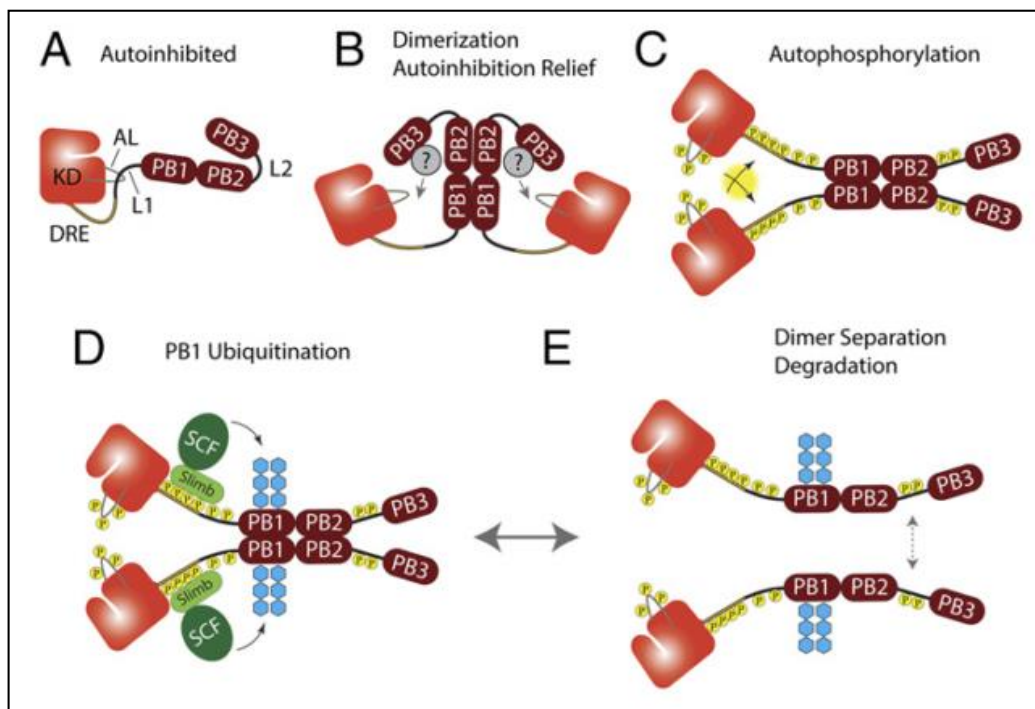 A Autoinhibited
AL
PB3
KD
PB1
PB2
L2
L1
DRE
B Dimerization
Autoinhibition Relief
PB3
PB2
PB2
PB3
?
?
PB1
PB1
C Autophosphorylation
P
P
P
P
P
P
P
P
P
P
P
PB3
PB1
PB2
PB1
PB2
P
P
P
P
P
P
P
P
P
P
P
PB3
D PB1 Ubiquitination
SCF
Slimb
P
P
P
P
P
P
P
P
P
P
P
PB3
PB1
PB2
PB1
PB2
P
P
P
P
P
P
P
P
P
P
PB3
Slimb
SCF
E Dimer Separation
Degradation
P
P
P
P
P
P
P
P
P
P
P
PB1
PB2
PB3
PB1
PB2
P
P
P
P
P
P
P
P
P
P
PB3